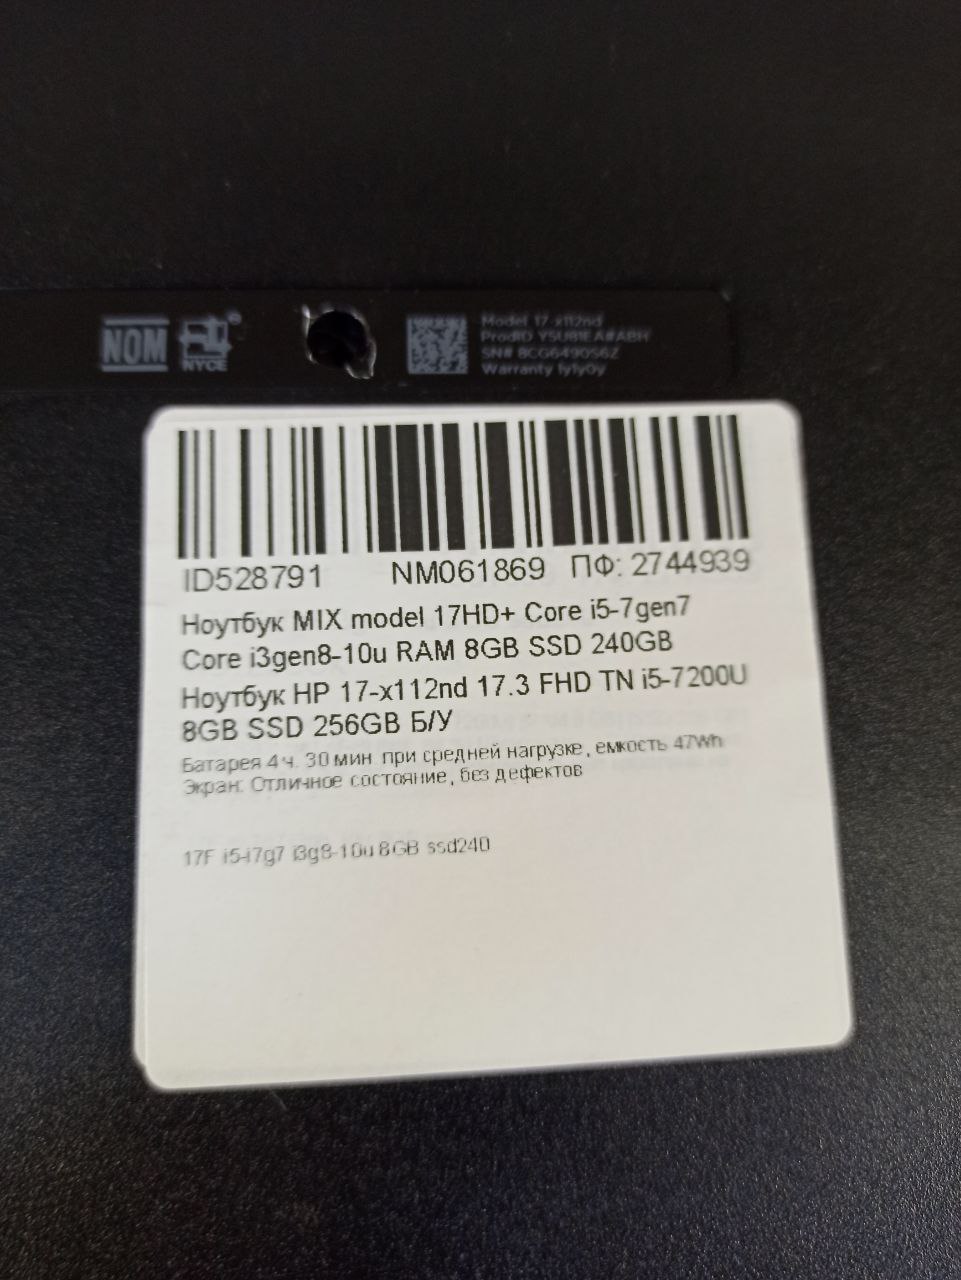 NOM
NYCE
Model 17-x112nd
ProdID Y5U81EA#ABH
SN# 8CG649056Z
Warranty 1y1y0y
ID528791 NM061869 ПФ: 2744939
Ноутбук MIX model 17HD+ Core i5-7gen7
Core i3gen8-10u RAM 8GB SSD 240GB
Ноутбук HP 17-x112nd 17.3 FHD TN i5-7200U
8GB SSD 256GB Б/У
Батарея 4 ч. 30 мин. при средней нагрузке, емкость 47Wh
Экран: Отличное состояние, без дефектов
17F i5-i7g7 i3g8-10u 8GB ssd240